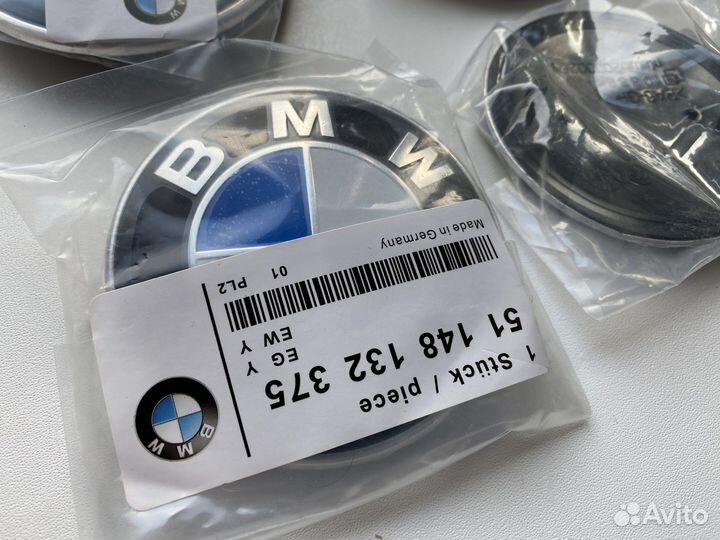 BMW
1 Stück / piece
51 148 132 375
EG Y
EW Y
01 PL2
Made in Germany
BMW
Avito